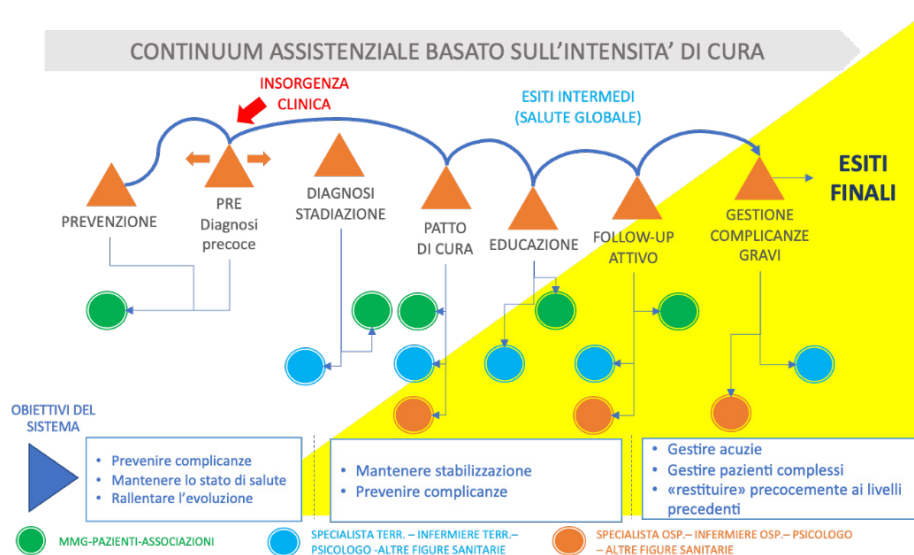 CONTINUUM ASSISTENZIALE BASATO SULL'INTENSITA' DI CURA
INSORGENZA
CLINICA
ESITI INTERMEDI
(SALUTE GLOBALE)
ESITI
FINALI
PREVENZIONE
PRE
Diagnosi
precoce
DIAGNOSI
STADIAZIONE
PATTO
DI CURA
EDUCAZIONE
FOLLOW-UP
ATTIVO
GESTIONE
COMPLICANZE
GRAVI
OBIETTIVI DEL
SISTEMA
• Prevenire complicanze
• Mantenere lo stato di salute
• Rallentare l'evoluzione
• Mantenere stabilizzazione
• Prevenire complicanze
• Gestire acuzie
• Gestire pazienti complessi
• «restituire» precocemente ai livelli
precedenti
MMG-PAZIENTI-ASSOCIAZIONI
SPECIALISTA TERR. – INFERMIERE TERR.–
PSICOLOGO -ALTRE FIGURE SANITARIE
SPECIALISTA OSP.– INFERMIERE OSP.– PSICOLOGO
– ALTRE FIGURE SANITARIE